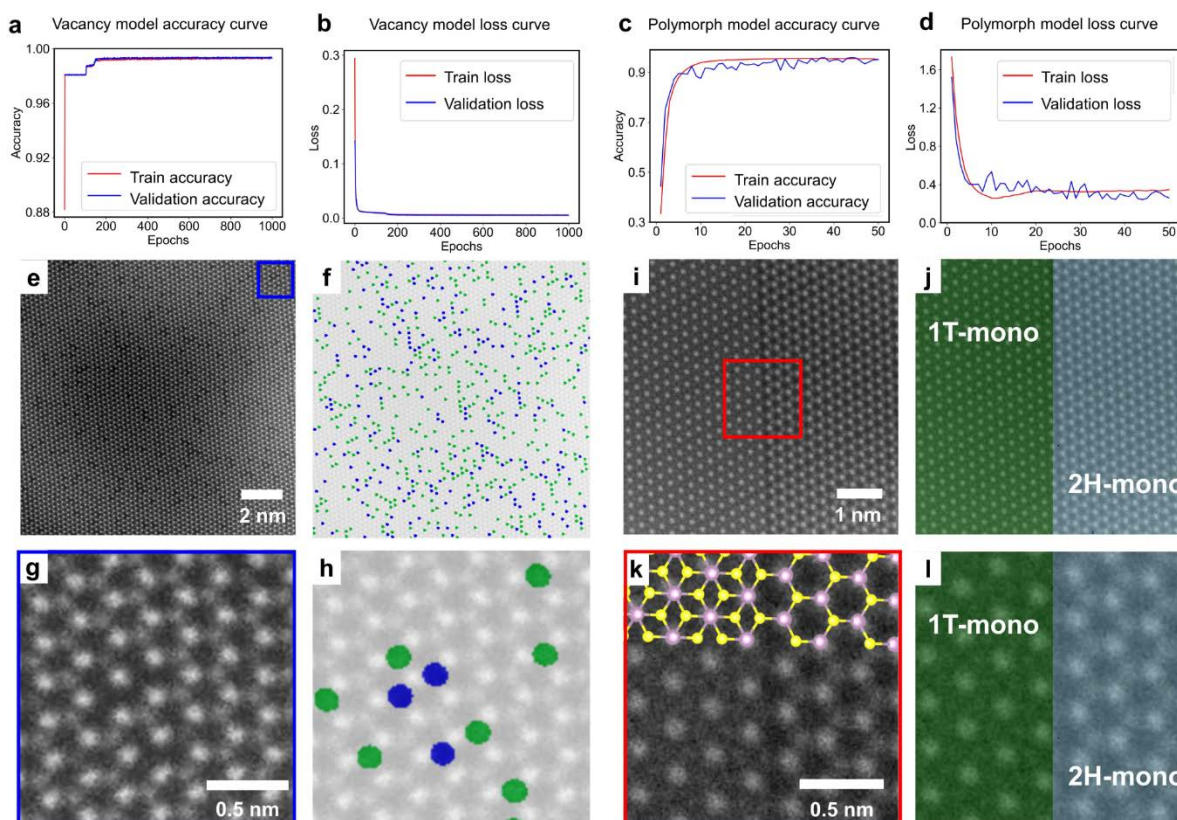 a Vacancy model accuracy curve
1.00
0.96
0.92
0.88
Accuracy
Train accuracy
Validation accuracy
0 200 400 600 800 1000
Epochs
b Vacancy model loss curve
0.3
0.2
0.1
0.0
Loss
Train loss
Validation loss
0 200 400 600 800 1000
Epochs
c Polymorph model accuracy curve
0.9
0.7
0.5
0.3
Accuracy
Train accuracy
Validation accuracy
0 10 20 30 40 50
Epochs
d Polymorph model loss curve
1.6
1.2
0.8
0.4
0.0
Loss
Train loss
Validation loss
0 10 20 30 40 50
Epochs
e
2 nm
f
i
1 nm
j
1T-mono
2H-mono
g
0.5 nm
h
k
0.5 nm
l
1T-mono
2H-mono